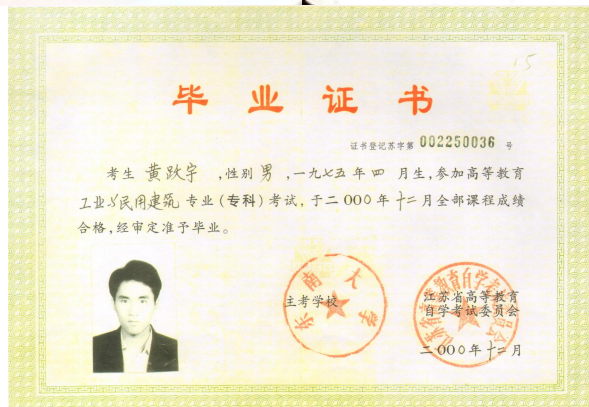 15
毕业证书
证书登记苏字第 002250036 号
考生 黄跃宇 ,性别 男 ,一九七五年 四 月生,参加高等教育
工业与民用建筑 专业(专科)考试,于二000年十二月全部课程成绩
合格,经审定准予毕业。
东南大学
主考学校
江苏省高等教育
自学考试委员会
二000年十二月